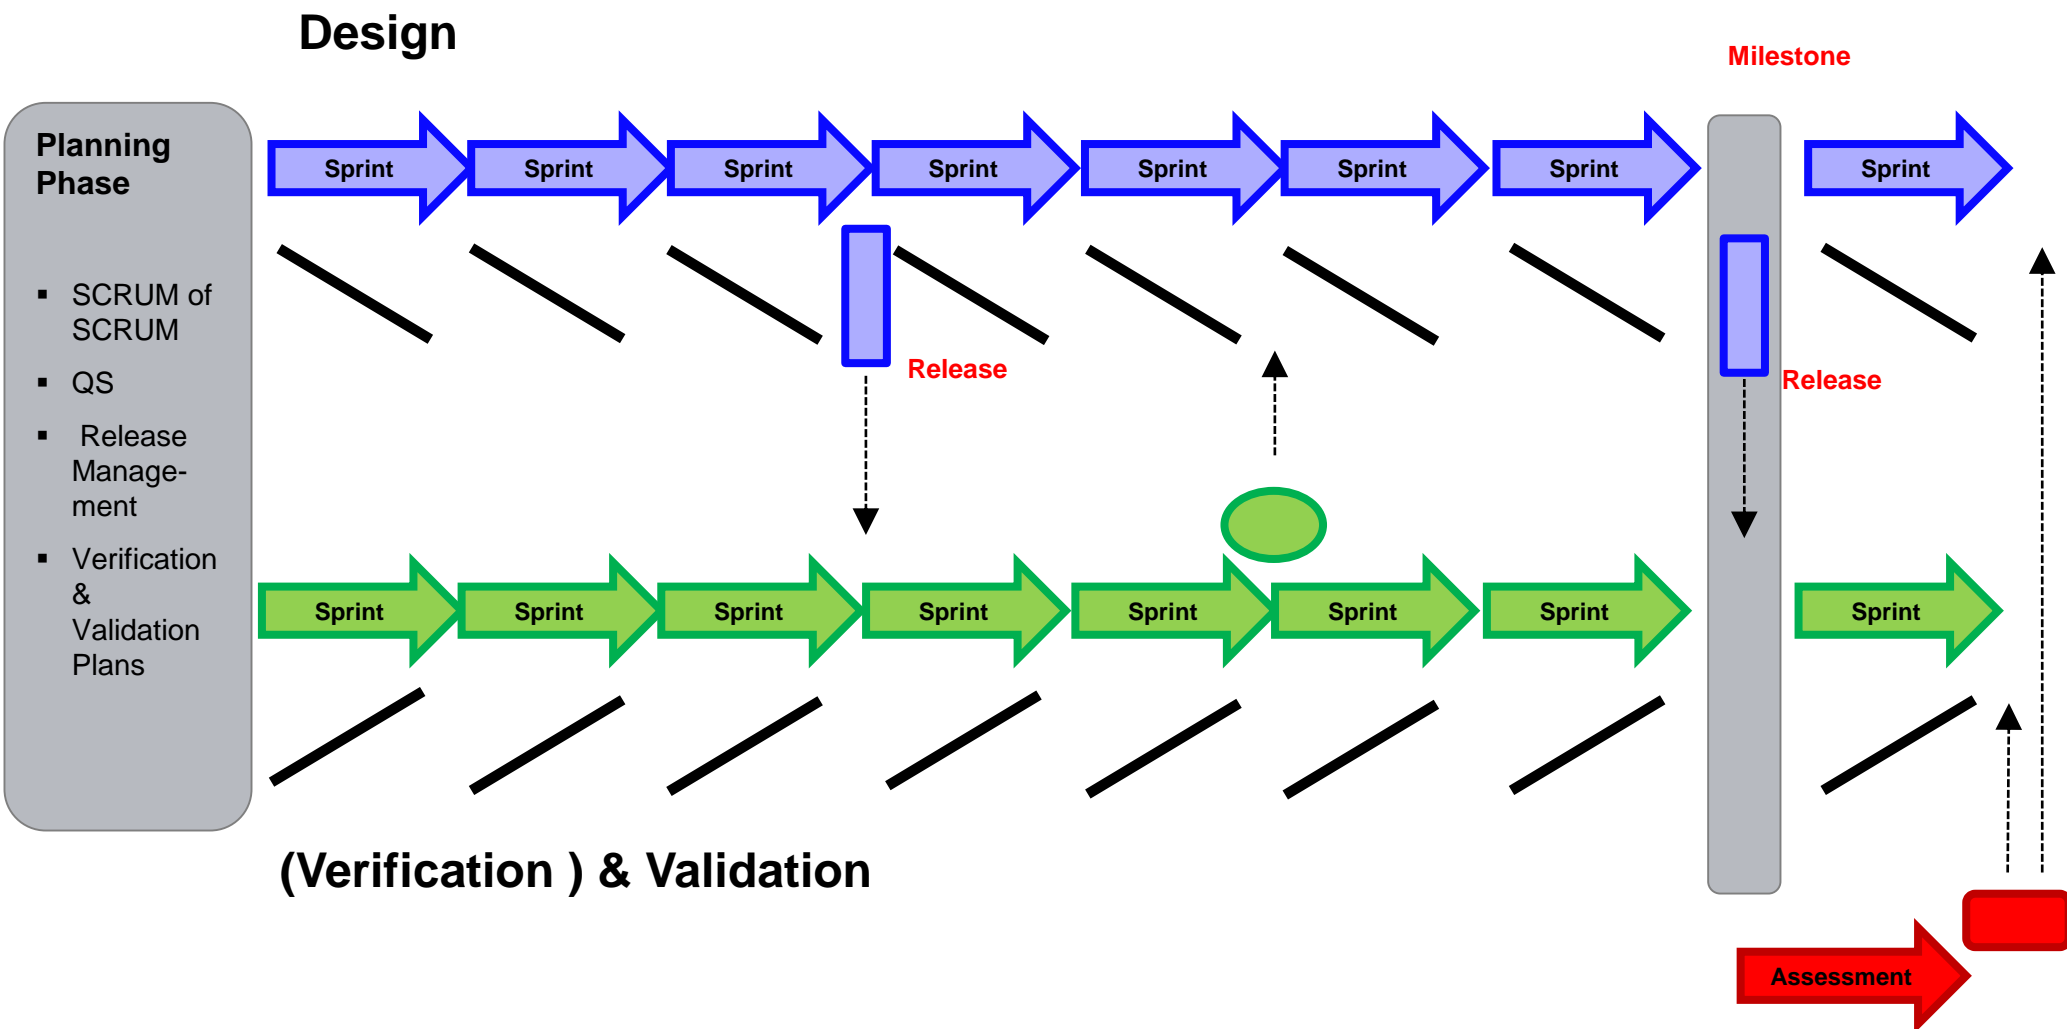 Design
Milestone
Planning
Phase
▪ SCRUM of
SCRUM
▪ QS
▪ Release
Manage-
ment
▪ Verification
&
Validation
Plans
Sprint Sprint Sprint Sprint Sprint Sprint Sprint Sprint
Release
Release
Sprint Sprint Sprint Sprint Sprint Sprint Sprint Sprint
(Verification ) & Validation
Assessment